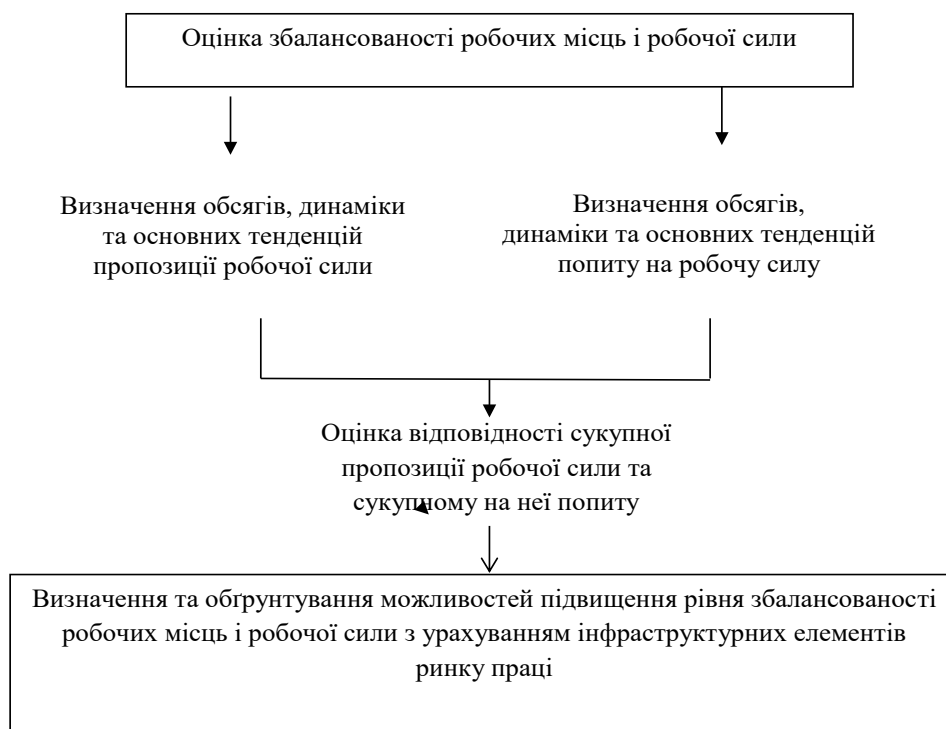 Оцінка збалансованості робочих місць і робочої сили
Визначення обсягів, динаміки
та основних тенденцій
пропозиції робочої сили
Визначення обсягів,
динаміки та основних тенденцій
попиту на робочу силу
Оцінка відповідності сукупної
пропозиції робочої сили та
сукупному на неї попиту
Визначення та обґрунтування можливостей підвищення рівня збалансованості
робочих місць і робочої сили з урахуванням інфраструктурних елементів
ринку праці